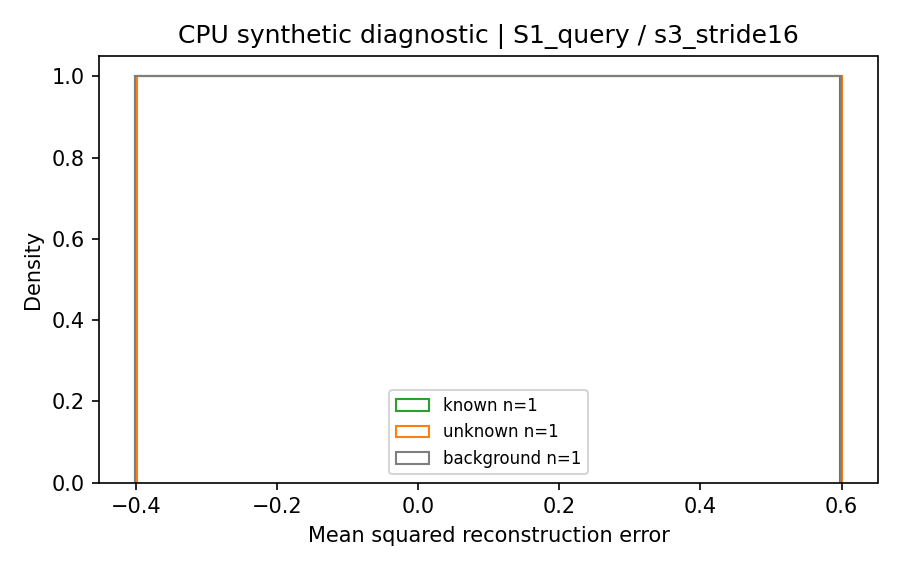 CPU synthetic diagnostic | S1_query / s3_stride16
1.0
0.8
0.6
0.4
0.2
0.0
Density
known n=1
unknown n=1
background n=1
−0.4 −0.2 0.0 0.2 0.4 0.6
Mean squared reconstruction error